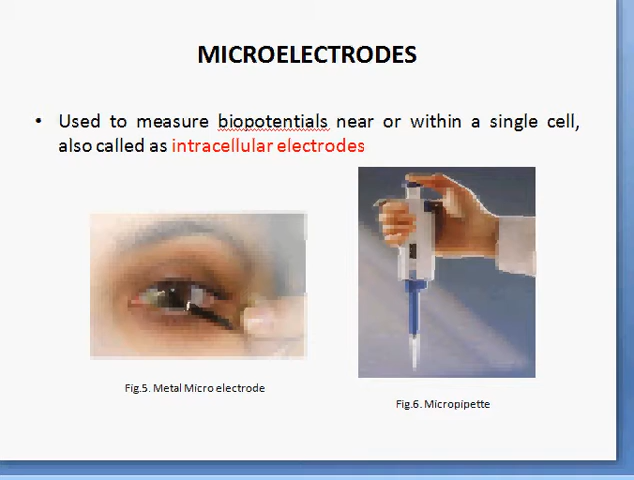 MICROELECTRODES
• Used to measure biopotentials near or within a single cell,
also called as intracellular electrodes
Fig.5. Metal Micro electrode
Fig.6. Micropipette